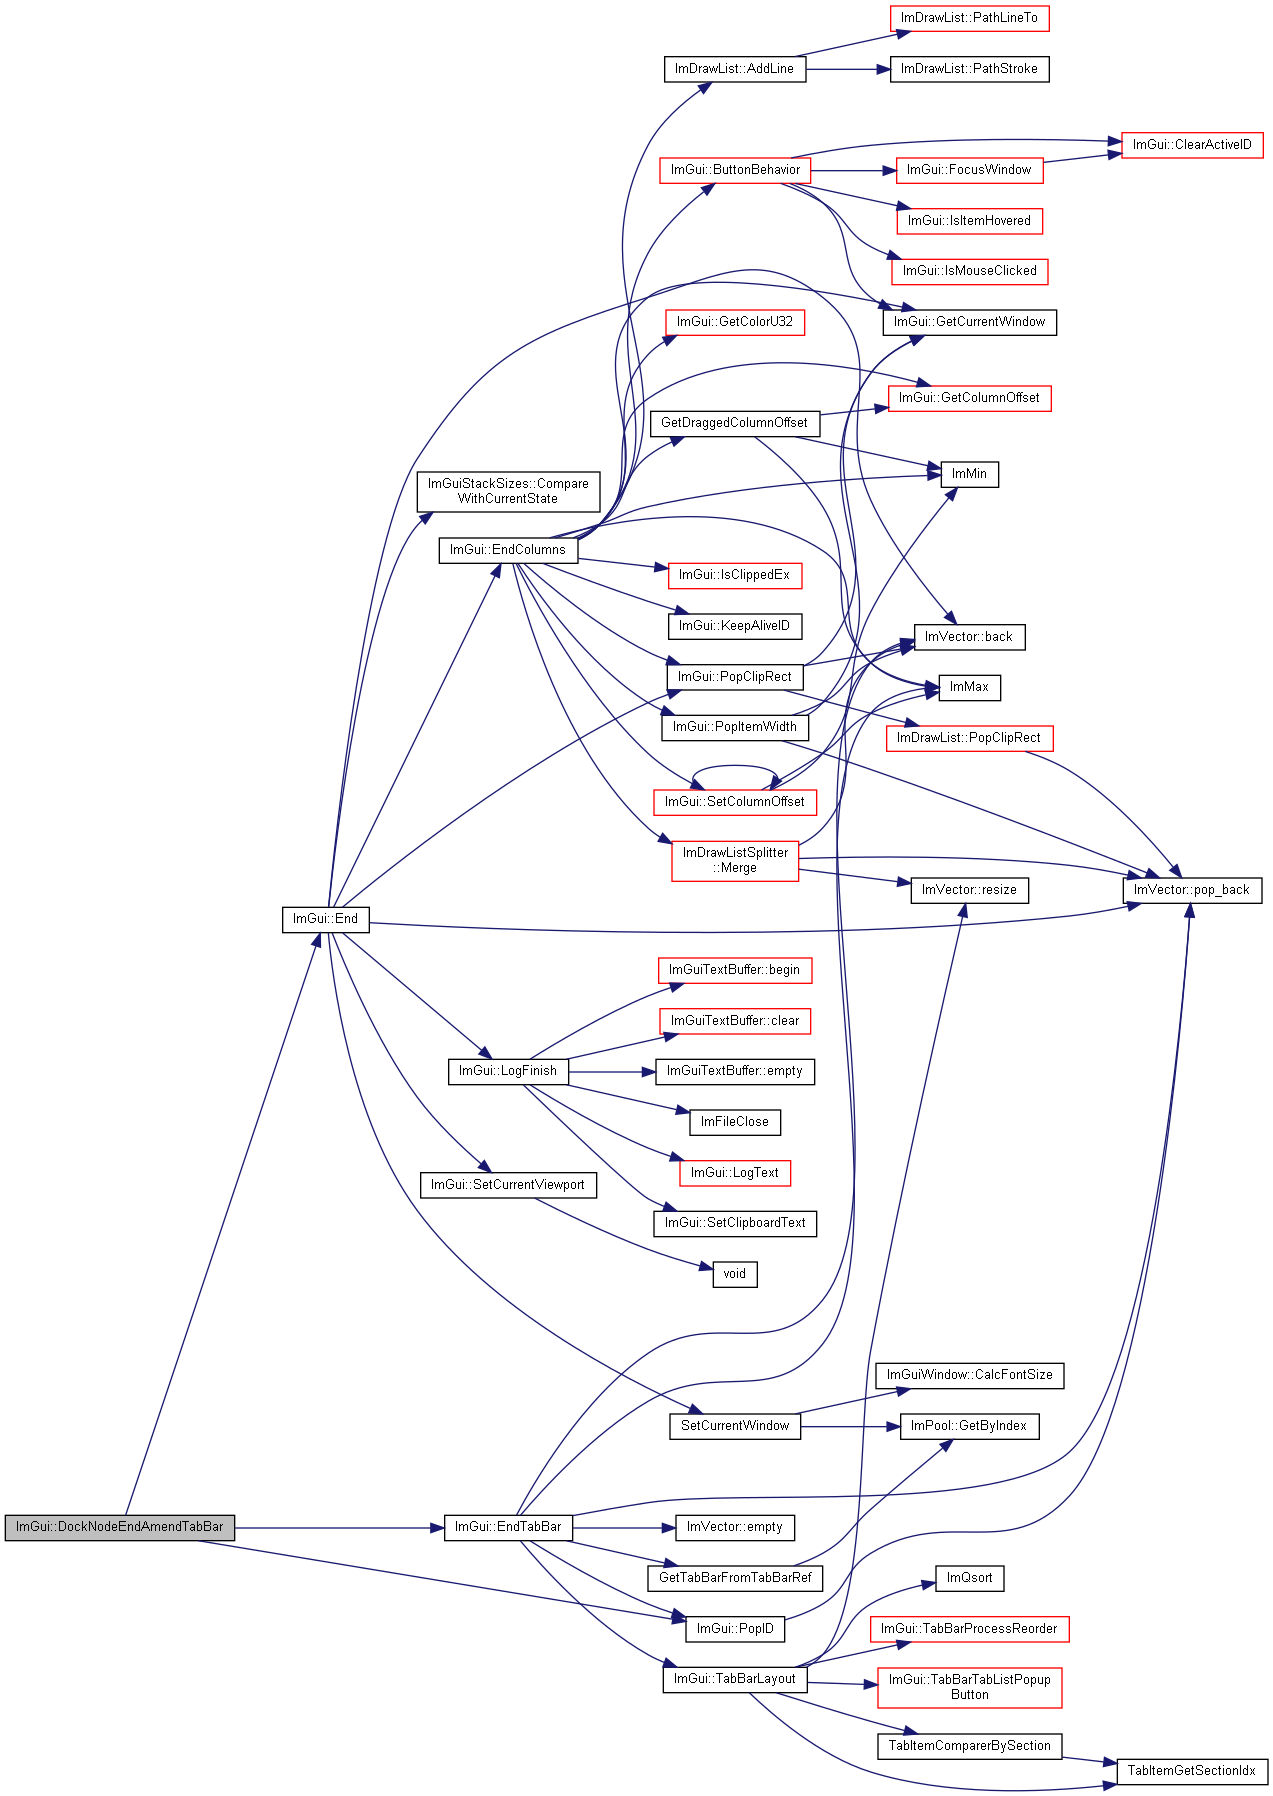 ImDrawList::PathLineTo
ImDrawList::AddLine
ImDrawList::PathStroke
ImGui::ClearActiveID
ImGui::ButtonBehavior
ImGui::FocusWindow
ImGui::IsItemHovered
ImGui::IsMouseClicked
ImGui::GetColorU32
ImGui::GetCurrentWindow
ImGui::GetColumnOffset
GetDraggedColumnOffset
ImMin
ImGuiStackSizes::Compare
WithCurrentState
ImGui::EndColumns
ImGui::IsClippedEx
ImGui::KeepAliveID
ImVector::back
ImGui::PopClipRect
ImMax
ImGui::PopItemWidth
ImDrawList::PopClipRect
ImGui::SetColumnOffset
ImDrawListSplitter
::Merge
ImVector::resize
ImVector::pop_back
ImGui::End
ImGuiTextBuffer::begin
ImGuiTextBuffer::clear
ImGui::LogFinish
ImGuiTextBuffer::empty
ImFileClose
ImGui::LogText
ImGui::SetCurrentViewport
ImGui::SetClipboardText
void
ImGuiWindow::CalcFontSize
SetCurrentWindow
ImPool::GetByIndex
ImGui::DockNodeEndAmendTabBar
ImGui::EndTabBar
ImVector::empty
GetTabBarFromTabBarRef
ImQsort
ImGui::PopID
ImGui::TabBarProcessReorder
ImGui::TabBarLayout
ImGui::TabBarTabListPopup
Button
TabItemComparerBySection
TabItemGetSectionIdx